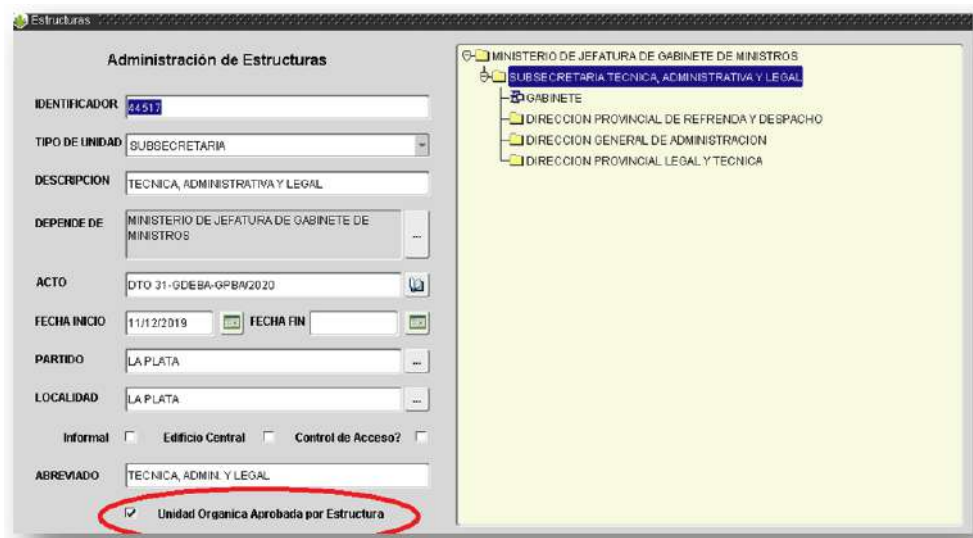 Estructuras
Administración de Estructuras
IDENTIFICADOR 44517
TIPO DE UNIDAD SUBSECRETARIA
DESCRIPCION TECNICA, ADMINISTRATIVA Y LEGAL
DEPENDE DE MINISTERIO DE JEFATURA DE GABINETE DE
MINISTROS
...
ACTO DTO 31-GDEBA-GPBA/2020
FECHA INICIO 11/12/2019 FECHA FIN
PARTIDO LA PLATA ...
LOCALIDAD LA PLATA ...
Informal Edificio Central Control de Acceso?
ABREVIADO TECNICA, ADMIN. Y LEGAL
Unidad Organica Aprobada por Estructura
MINISTERIO DE JEFATURA DE GABINETE DE MINISTROS
SUBSECRETARIA TECNICA, ADMINISTRATIVA Y LEGAL
GABINETE
DIRECCION PROVINCIAL DE REFRENDA Y DESPACHO
DIRECCION GENERAL DE ADMINISTRACION
DIRECCION PROVINCIAL LEGAL Y TECNICA